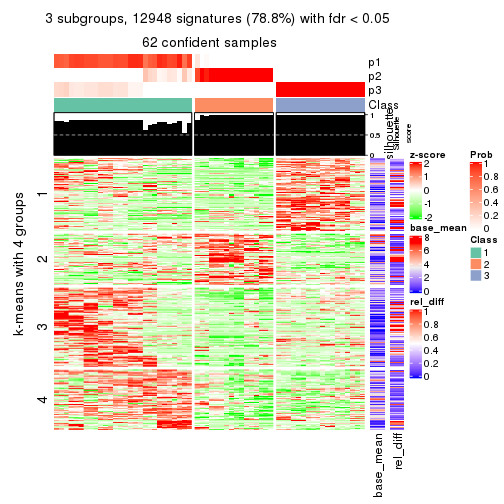 3 subgroups, 12948 signatures (78.8%) with fdr < 0.05
62 confident samples
p1
p2
p3
Class
1
0.5
0
silhouette
silhouette
score
k-means with 4 groups
1
2
3
4
base_mean
rel_diff
z-score
2
1
0
-1
-2
base_mean
8
6
4
2
0
rel_diff
1
0.8
0.6
0.4
0.2
0
Prob
1
0.8
0.6
0.4
0.2
0
Class
1
2
3